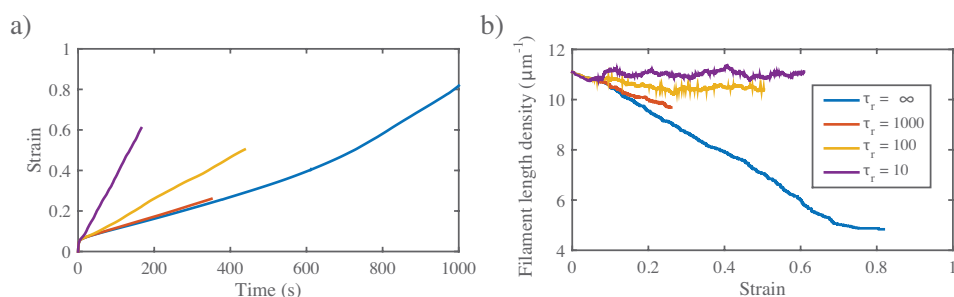 a)
1
0.8
0.6
0.4
0.2
0
Strain
0 200 400 600 800 1000
Time (s)
b)
12
10
8
6
4
Filament length density (μm⁻¹)
0 0.2 0.4 0.6 0.8 1
Strain
τr = ∞
τr = 1000
τr = 100
τr = 10